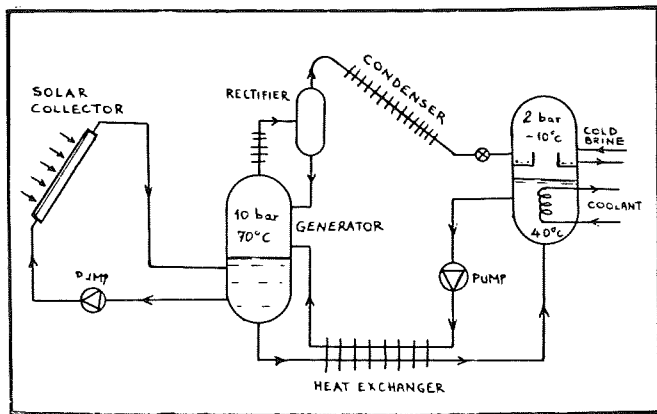 SOLAR
COLLECTOR
RECTIFIER
CONDENSER
2 bar
-10°C
COLD
BRINE
10 bar
70°C
GENERATOR
COOLANT
40°C
PUMP
PUMP
HEAT EXCHANGER